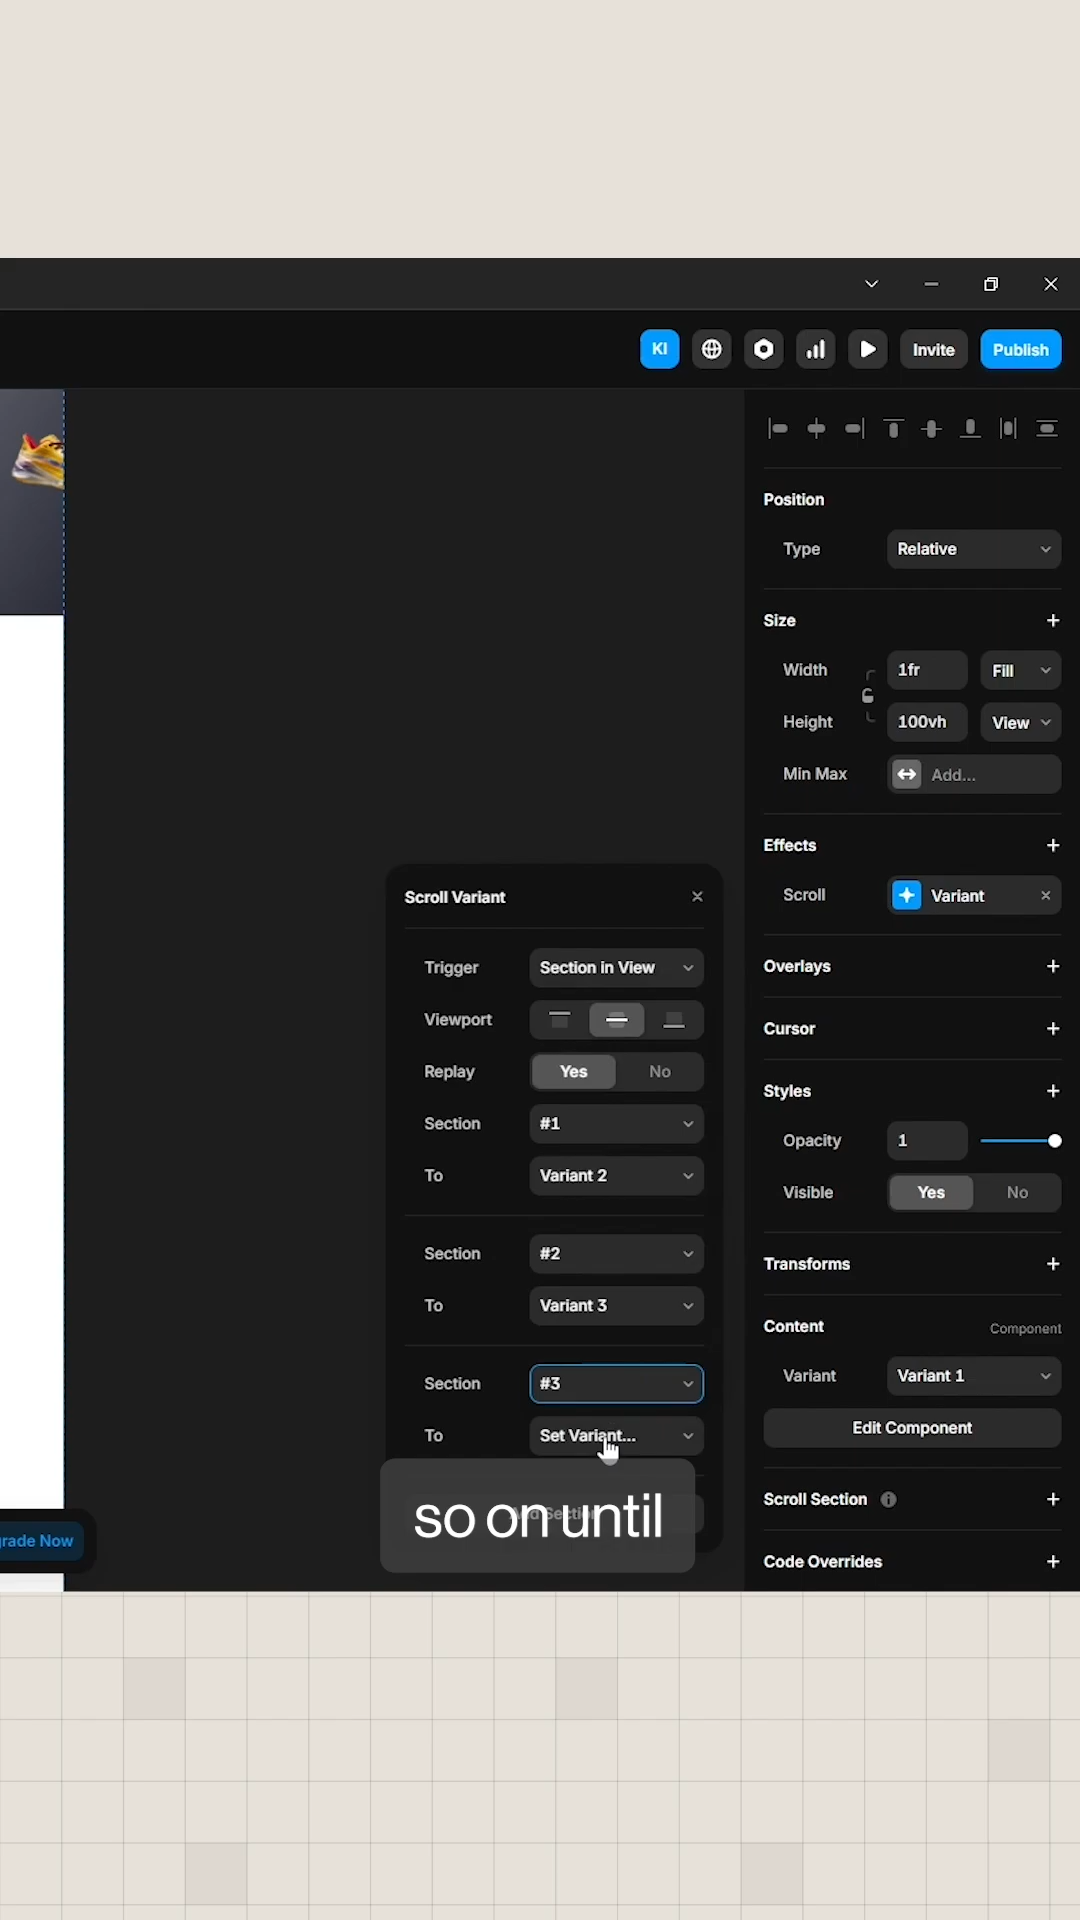 KI
Invite
Publish
Position
Type
Relative
Size
Width
1fr
Fill
Height
100vh
View
Min Max
Add...
Effects
Scroll
Variant
Overlays
Cursor
Styles
Opacity
1
Visible
Yes
No
Transforms
Content
Component
Variant
Variant 1
Edit Component
Scroll Section
Code Overrides
Scroll Variant
Trigger
Section in View
Viewport
Replay
Yes
No
Section
#1
To
Variant 2
Section
#2
To
Variant 3
Section
#3
To
Set Variant...
Add Section
so on until
rade Now